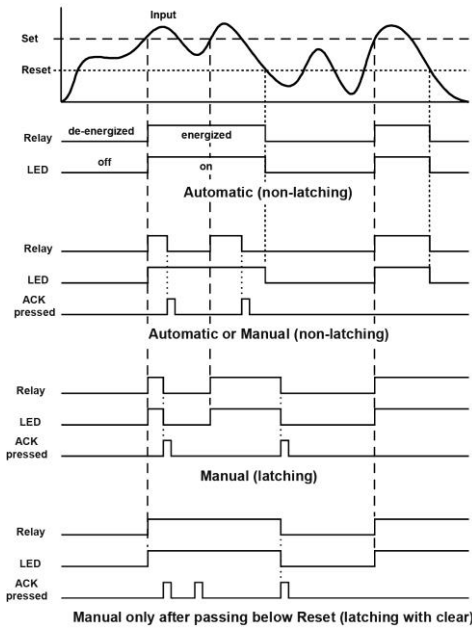 Input
Set
Reset
de-energized energized
Relay
off on
LED
Automatic (non-latching)
Relay
LED
ACK
pressed
Automatic or Manual (non-latching)
Relay
LED
ACK
pressed
Manual (latching)
Relay
LED
ACK
pressed
Manual only after passing below Reset (latching with clear)